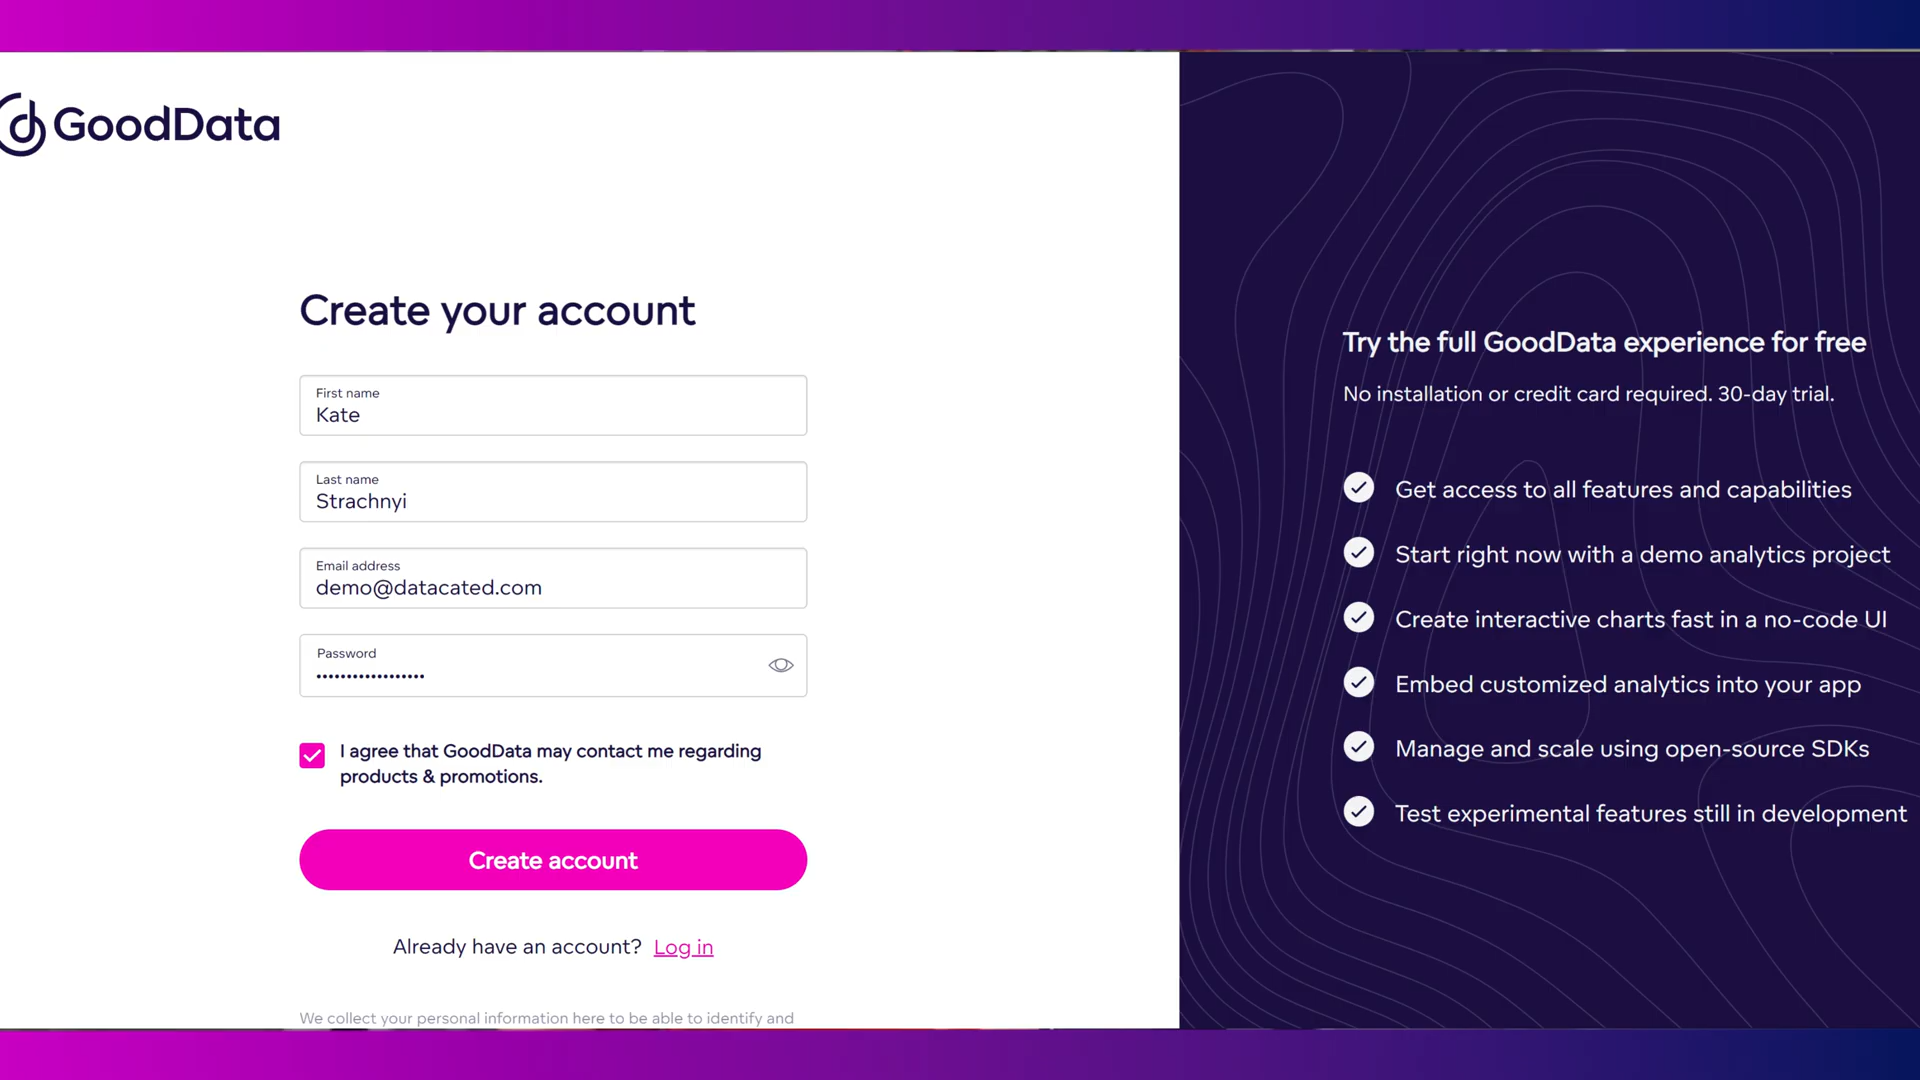 GoodData
Create your account
First name
Kate
Last name
Strachnyi
Email address
demo@datacated.com
Password
••••••••••••••••••
I agree that GoodData may contact me regarding
products & promotions.
Create account
Already have an account? Log in
We collect your personal information here to be able to identify and
Try the full GoodData experience for free
No installation or credit card required. 30-day trial.
Get access to all features and capabilities
Start right now with a demo analytics project
Create interactive charts fast in a no-code UI
Embed customized analytics into your app
Manage and scale using open-source SDKs
Test experimental features still in development